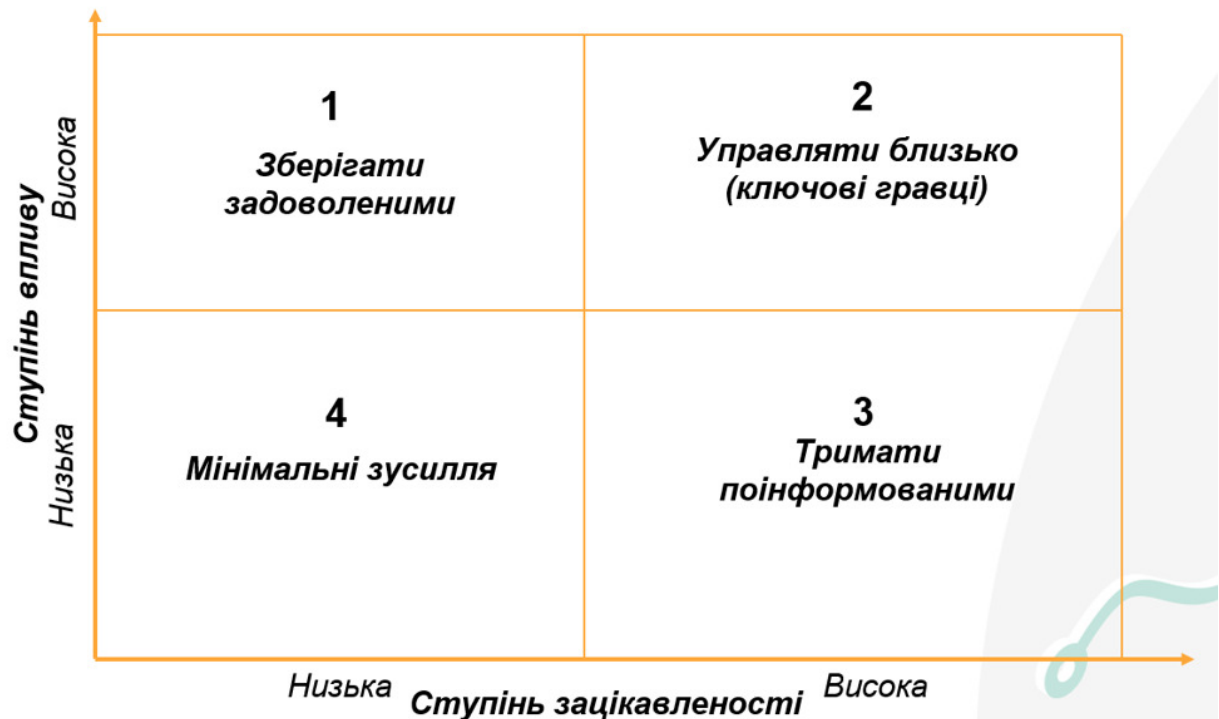 Ступінь впливу
Висока
Низька
1
Зберігати
задоволеними
2
Управляти близько
(ключові гравці)
4
Мінімальні зусилля
3
Тримати
поінформованими
Низька
Ступінь зацікавленості
Висока